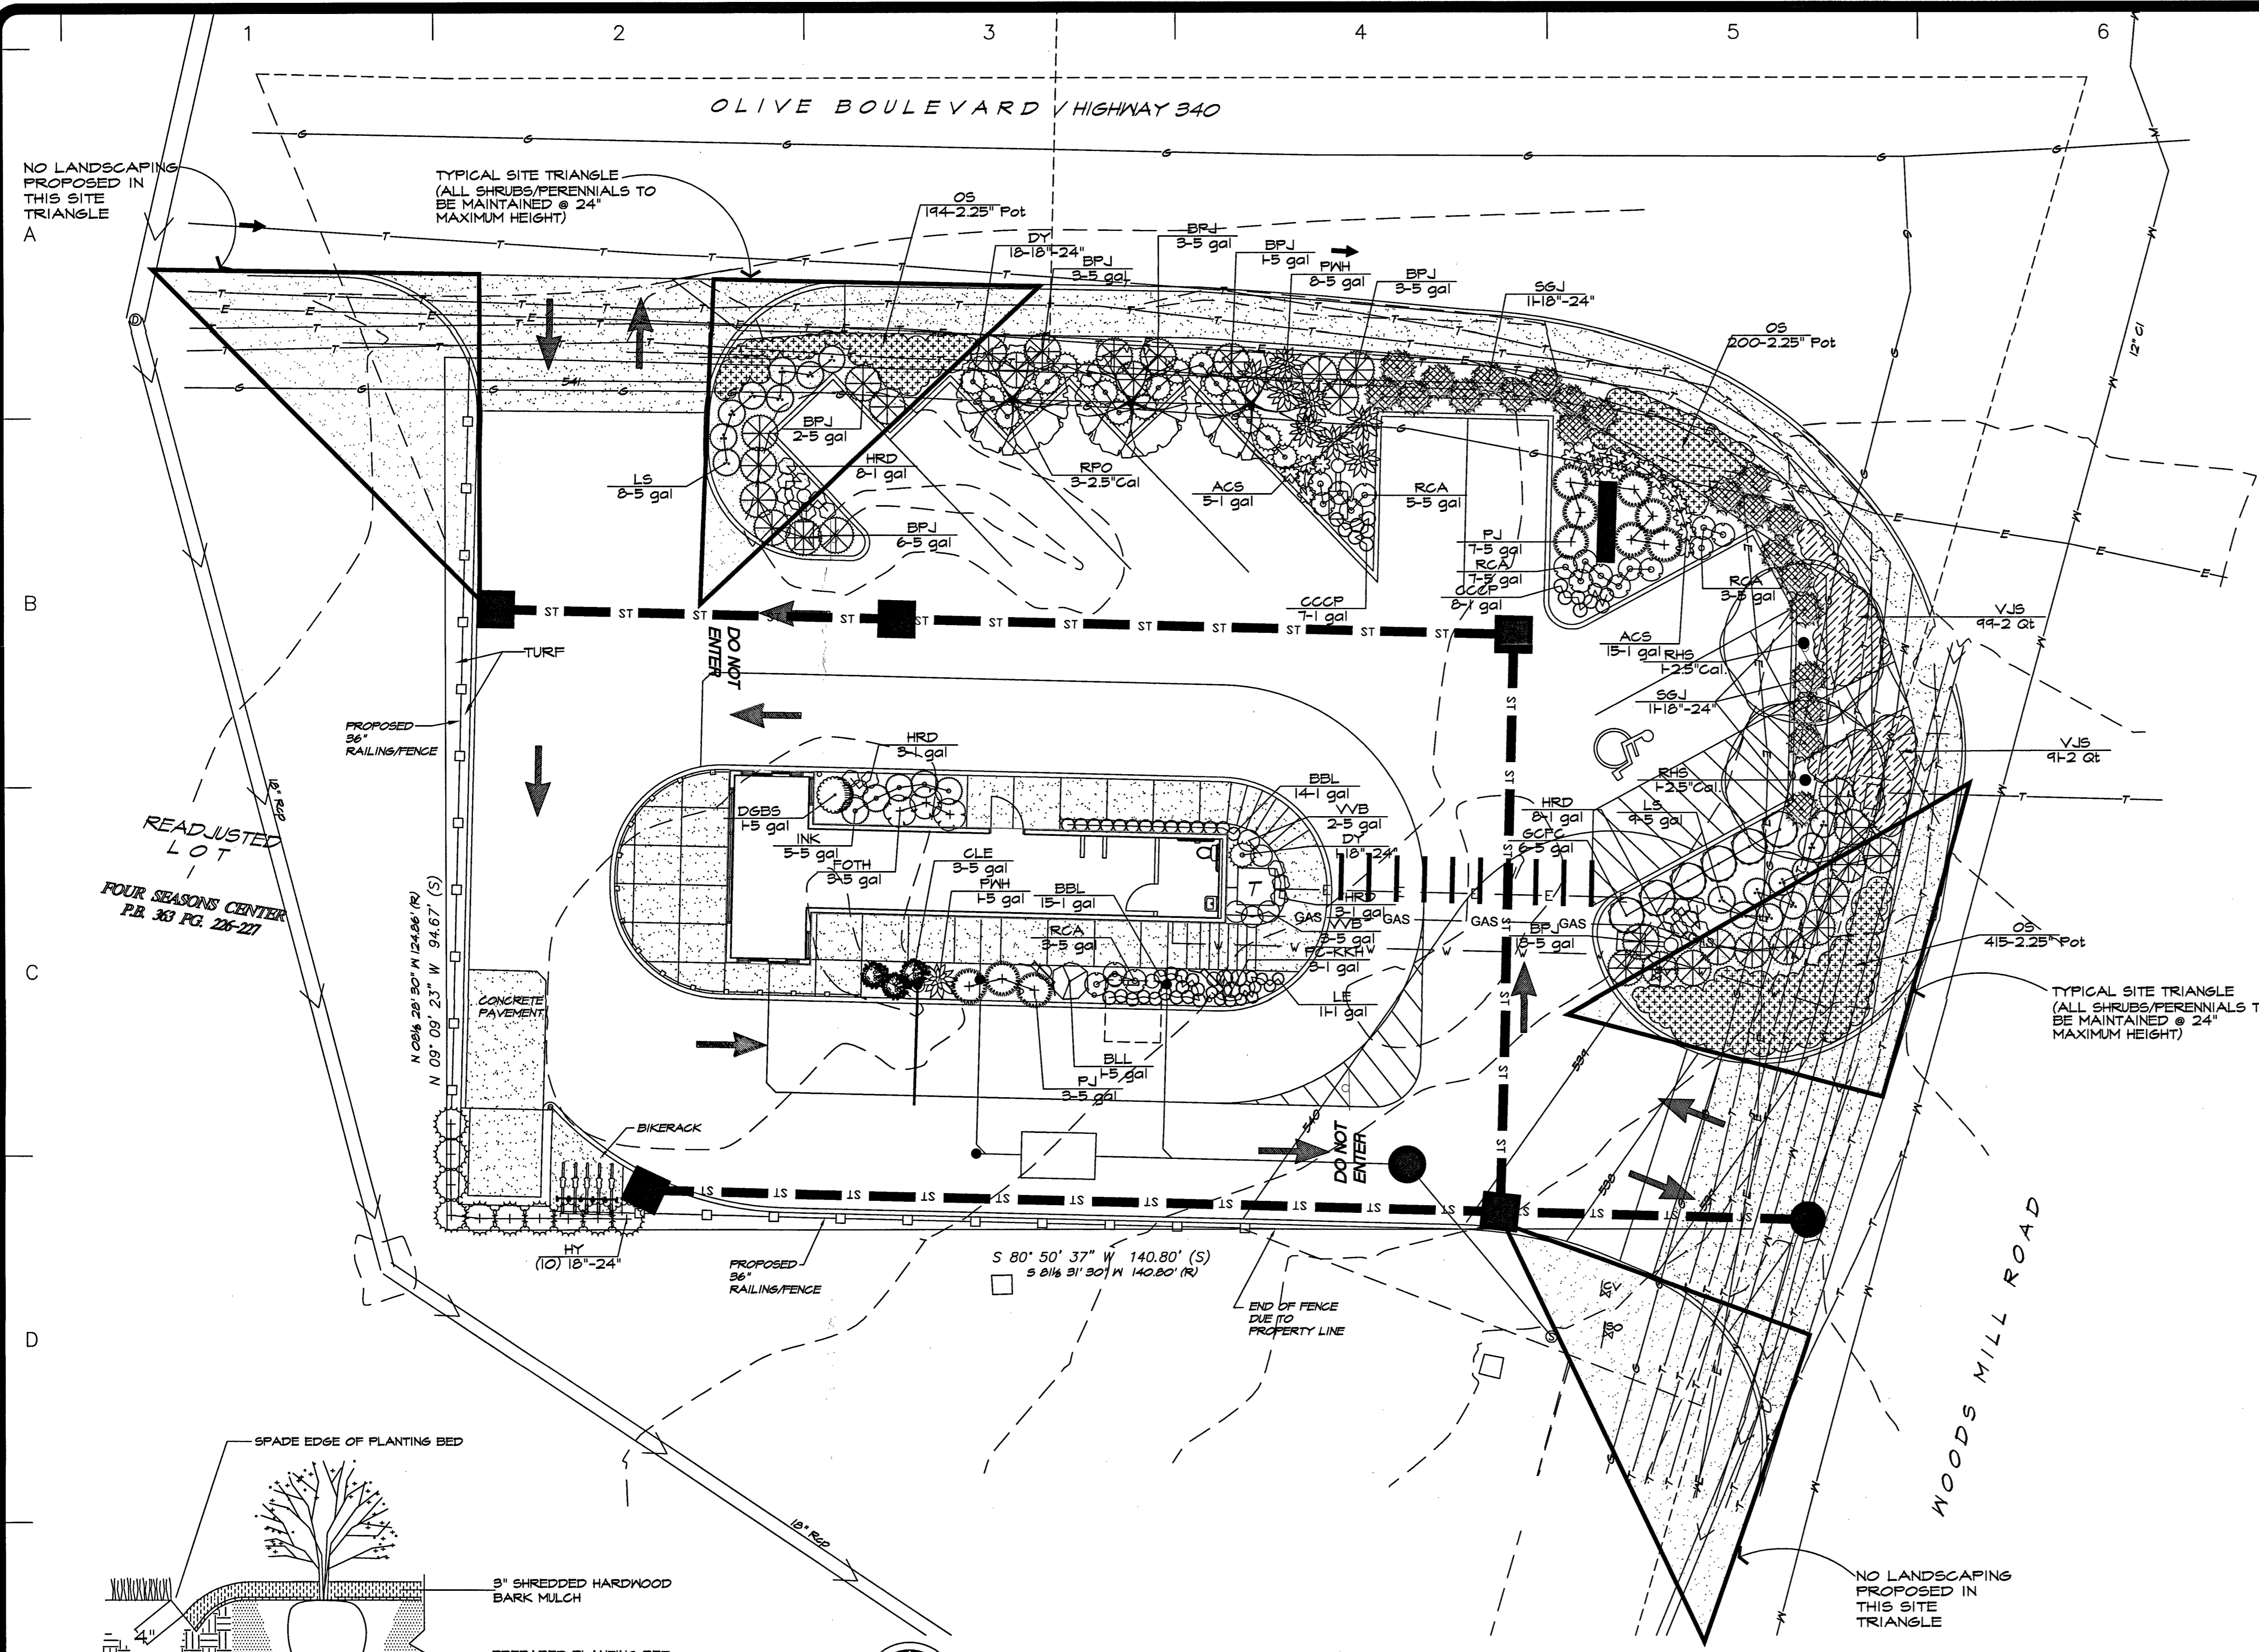 1
2
3
4
5
6
A
B
C
D
OLIVE BOULEVARD / HIGHWAY 340
NO LANDSCAPING
PROPOSED IN
THIS SITE
TRIANGLE
TYPICAL SITE TRIANGLE
(ALL SHRUBS/PERENNIALS TO
BE MAINTAINED @ 24"
MAXIMUM HEIGHT)
OS
194-2.25" Pot
DY
18-18"-24"
BPJ
3-5 gal
BPJ
3-5 gal
BPJ
1-5 gal
PWH
8-5 gal
BPJ
3-5 gal
SGJ
11-18"-24"
OS
200-2.25" Pot
12" CI
541
BPJ
2-5 gal
HRD
8-1 gal
LS
8-5 gal
BPJ
6-5 gal
RPO
3-2.5"Cal
ACS
5-1 gal
RCA
5-5 gal
CCCP
7-1 gal
PJ
7-5 gal
RCA
7-5 gal
CCCP
8-1 gal
RCA
3-5 gal
ACS
15-1 gal
RHS
1-2.5"Cal.
SGJ
11-18"-24"
VJS
99-2 Qt
VJS
91-2 Qt
RHS
1-2.5"Cal.
LS
9-5 gal
HRD
8-1 gal
GCFC
6-5 gal
BPJ
13-5 gal
OS
415-2.25" Pot
TYPICAL SITE TRIANGLE
(ALL SHRUBS/PERENNIALS T
BE MAINTAINED @ 24"
MAXIMUM HEIGHT)
DO NOT
ENTER
TURF
PROPOSED
36"
RAILING/FENCE
18" RCP
READJUSTED
LOT
FOUR SEASONS CENTER
P.B. 363 PG. 226-227
N 08¼ 28' 30" W 124.86' (R)
N 09° 09' 23" W 94.67' (S)
HRD
3-1 gal
DGBS
1-5 gal
INK
5-5 gal
FOTH
3-5 gal
CLE
3-5 gal
PWH
1-5 gal
BBL
15-1 gal
RCA
3-5 gal
BBL
14-1 gal
VVB
2-5 gal
DY
1-18"-24"
T
HRD
3-1 gal
VVB
3-5 gal
FC-KKH
3-1 gal
LE
11-1 gal
BLL
1-5 gal
PJ
3-5 gal
GAS GAS GAS GAS
CONCRETE
PAVEMENT
BIKERACK
DO NOT
ENTER
540
539
538
HY
(10) 18"-24"
PROPOSED
36"
RAILING/FENCE
S 80° 50' 37" W 140.80' (S)
S 81¼ 31' 30" W 140.80' (R)
END OF FENCE
DUE TO
PROPERTY LINE
WOODS MILL ROAD
NO LANDSCAPING
PROPOSED IN
THIS SITE
TRIANGLE
18" RCP
SPADE EDGE OF PLANTING BED
3" SHREDDED HARDWOOD
BARK MULCH
4"
PREPARED PLANTING BED